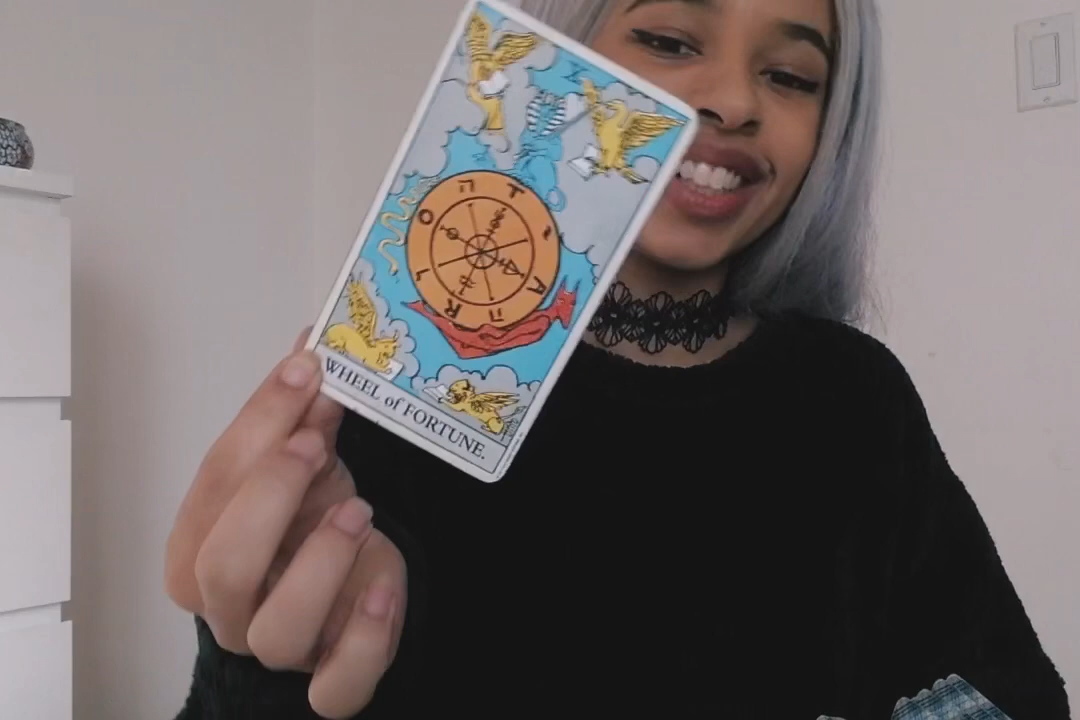 X
ה T
O י
ו A
R ה
WHEEL of FORTUNE.